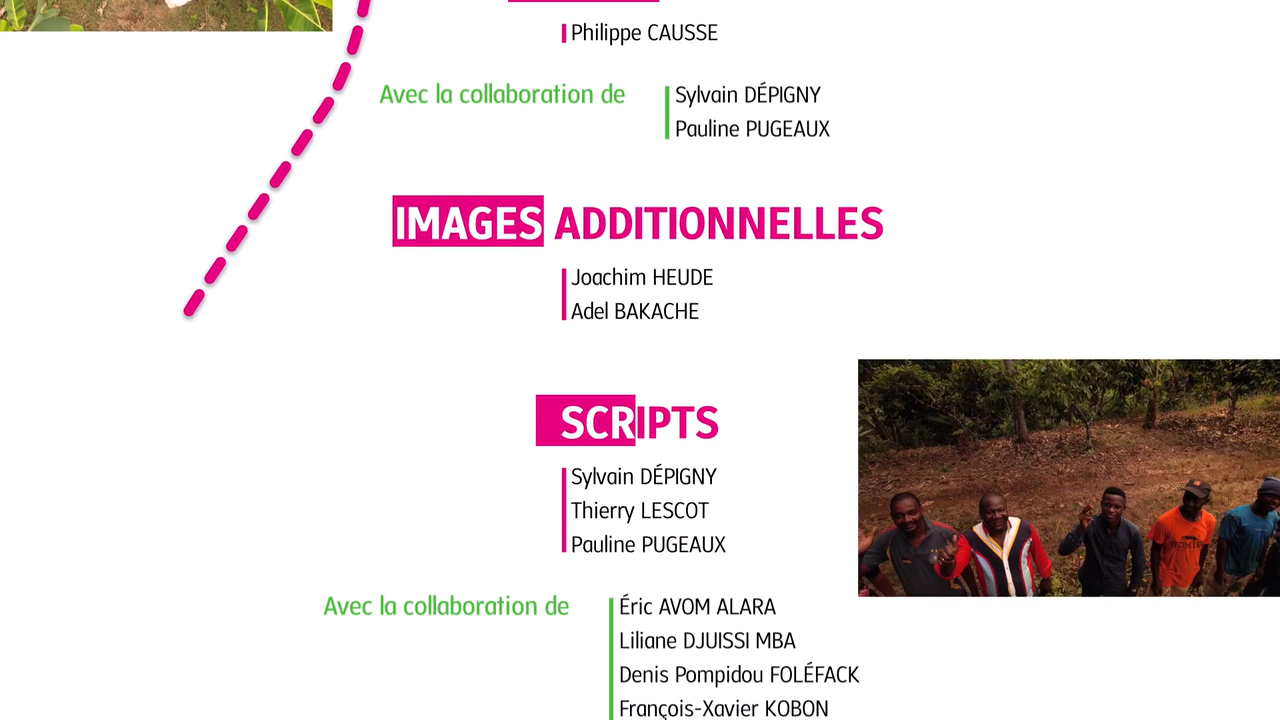 Philippe CAUSSE
Avec la collaboration de
Sylvain DÉPIGNY
Pauline PUGEAUX
IMAGES ADDITIONNELLES
Joachim HEUDE
Adel BAKACHE
SCRIPTS
Sylvain DÉPIGNY
Thierry LESCOT
Pauline PUGEAUX
Avec la collaboration de
Éric AVOM ALARA
Liliane DJUISSI MBA
Denis Pompidou FOLÉFACK
François-Xavier KOBON